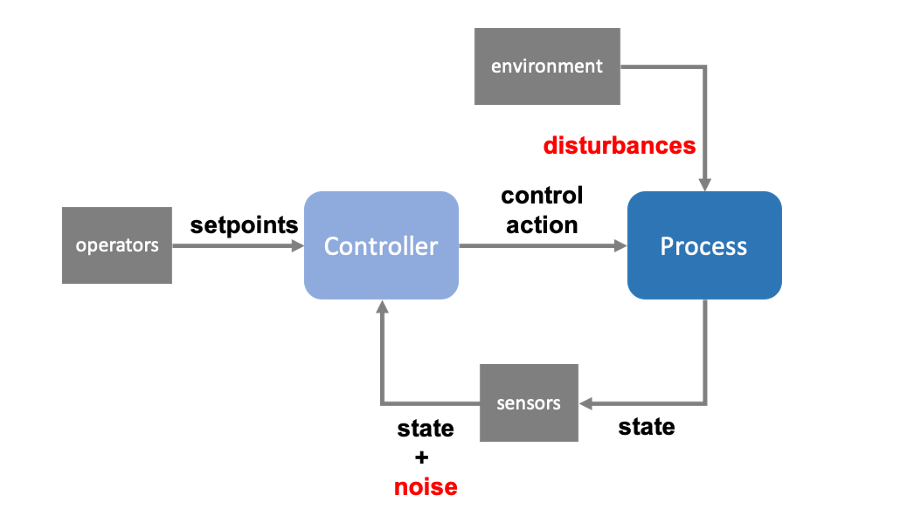 environment
disturbances
control
action
setpoints
operators
Controller
Process
sensors
state
state
+
noise